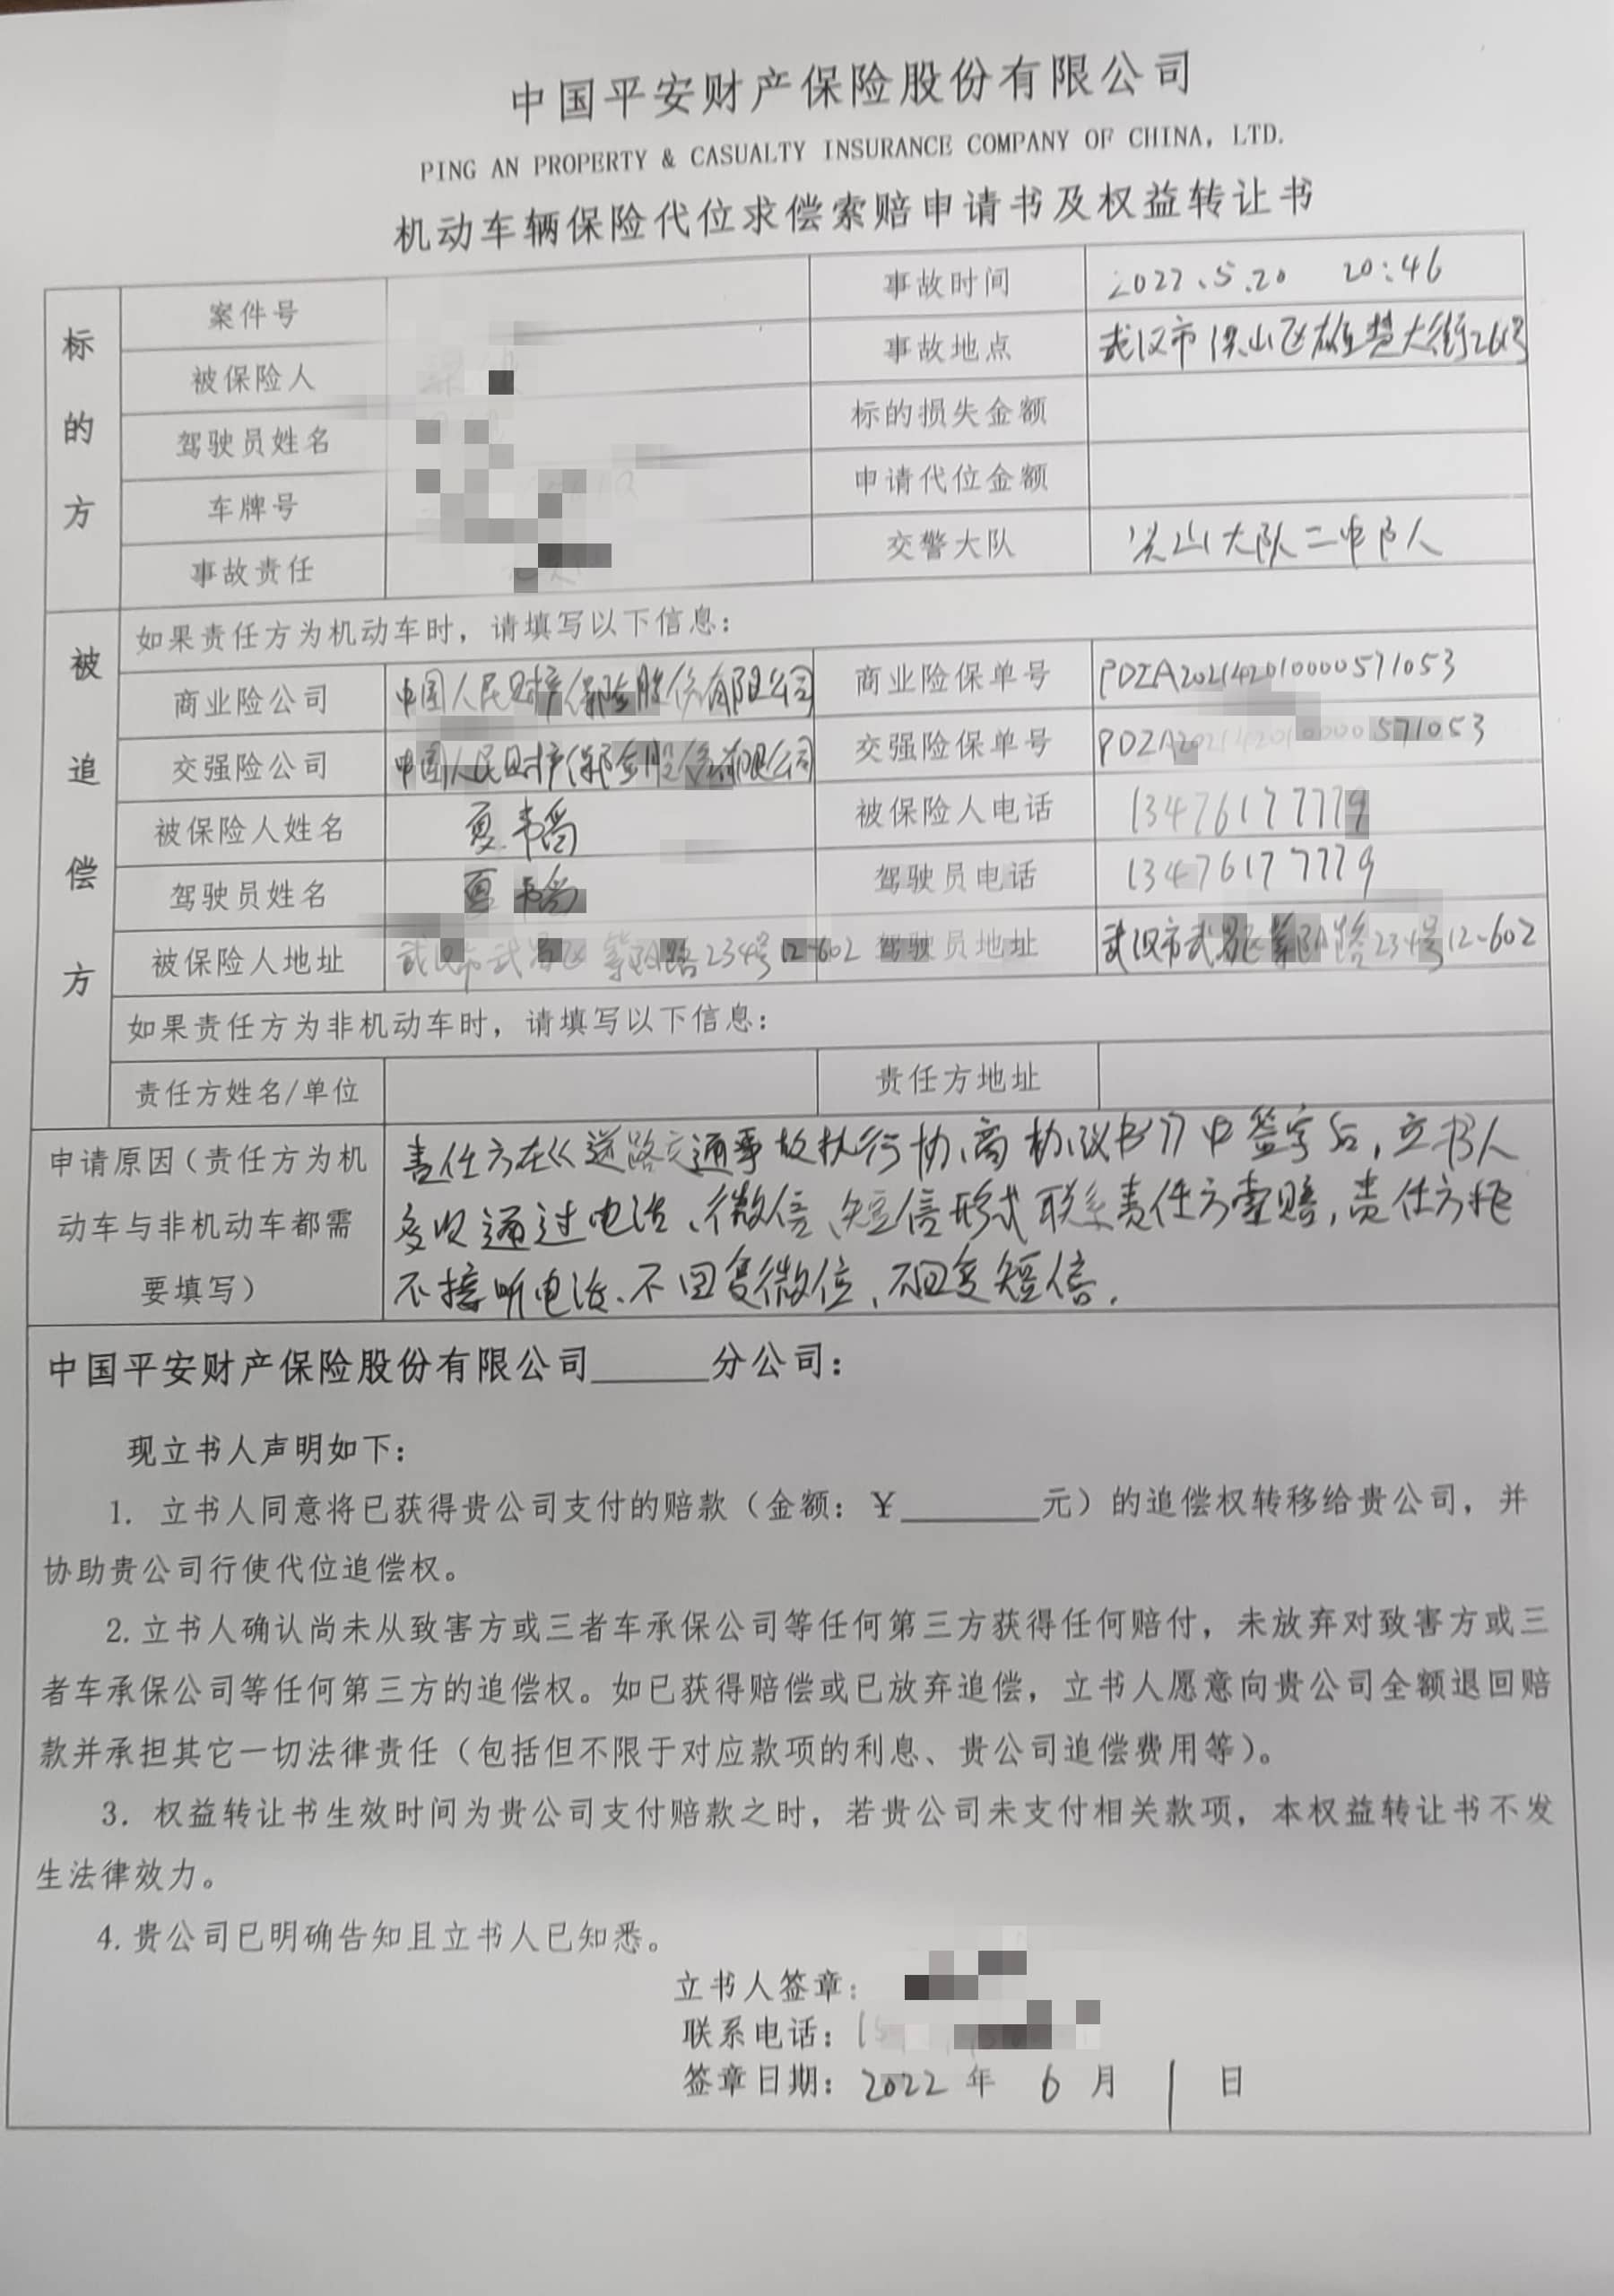 中国平安财产保险股份有限公司
PING AN PROPERTY & CASUALTY INSURANCE COMPANY OF CHINA, LTD.
机动车辆保险代位求偿索赔申请书及权益转让书
标的方
案件号 事故时间 2022.5.20 20:46
被保险人 事故地点 武汉市洪山区雄楚大街26号
驾驶员姓名 标的损失金额
车牌号 申请代位金额
事故责任 交警大队 洪山大队二中队
被追偿方
如果责任方为机动车时，请填写以下信息：
商业险公司 中国人民财产保险股份有限公司 商业险保单号 PDZA202142010000571053
交强险公司 中国人民财产保险股份有限公司 交强险保单号 PDZA202142010000571053
被保险人姓名 夏 被保险人电话 13476177779
驾驶员姓名 夏 驾驶员电话 13476177779
被保险人地址 武汉市武昌区 路234号12-602 驾驶员地址 武汉市武昌区 路234号12-602
如果责任方为非机动车时，请填写以下信息：
责任方姓名/单位 责任方地址
申请原因（责任方为机
动车与非机动车都需
要填写）
责任方在《道路交通事故执行协商协议书》中签字后，立书人
多次通过电话、微信、短信形式联系责任方索赔，责任方拒
不接听电话、不回复微信、不回复短信.
中国平安财产保险股份有限公司______分公司：
现立书人声明如下：
1. 立书人同意将已获得贵公司支付的赔款（金额：￥_______元）的追偿权转移给贵公司，并
协助贵公司行使代位追偿权。
2.立书人确认尚未从致害方或三者车承保公司等任何第三方获得任何赔付，未放弃对致害方或三
者车承保公司等任何第三方的追偿权。如已获得赔偿或已放弃追偿，立书人愿意向贵公司全额退回赔
款并承担其它一切法律责任（包括但不限于对应款项的利息、贵公司追偿费用等）。
3. 权益转让书生效时间为贵公司支付赔款之时，若贵公司未支付相关款项，本权益转让书不发
生法律效力。
4.贵公司已明确告知且立书人已知悉。
立书人签章：
联系电话：
签章日期：2022 年 6 月 1 日